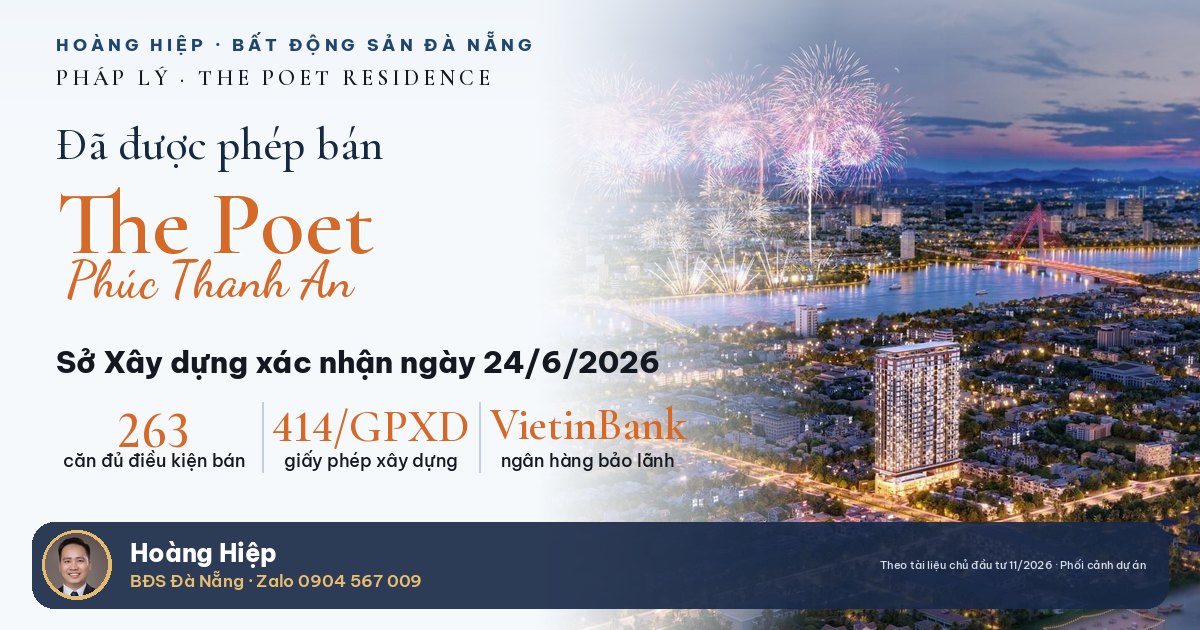 HOÀNG HIỆP · BẤT ĐỘNG SẢN ĐÀ NẴNG
PHÁP LÝ · THE POET RESIDENCE
Đã được phép bán
The Poet
Phúc Thanh An
Sở Xây dựng xác nhận ngày 24/6/2026
263
căn đủ điều kiện bán
414/GPXD
giấy phép xây dựng
VietinBank
ngân hàng bảo lãnh
Hoàng Hiệp
BĐS Đà Nẵng · Zalo 0904 567 009
Theo tài liệu chủ đầu tư 11/2026 · Phối cảnh dự án